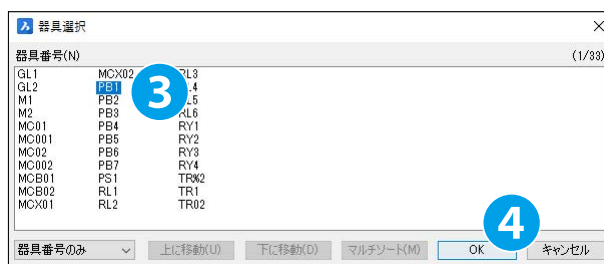 器具選択
器具番号(N) (1/33)
GL1 MCX02 RL3
GL2 PB1 L4
M1 PB2 L5
M2 PB3 RL6
MC01 PB4 RY1
MC001 PB5 RY2
MC02 PB6 RY3
MC002 PB7 RY4
MCB01 PS1 TR%2
MCB02 RL1 TR1
MCX01 RL2 TR02
3
4
器具番号のみ 上に移動(U) 下に移動(D) マルチソート(M) OK キャンセル